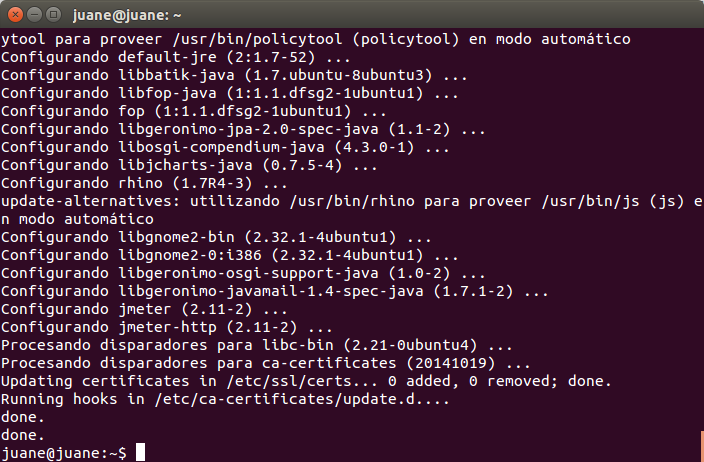 juane@juane: ~
ytool para proveer /usr/bin/policytool (policytool) en modo automático
Configurando default-jre (2:1.7-52) ...
Configurando libbatik-java (1.7.ubuntu-8ubuntu3) ...
Configurando libfop-java (1:1.1.dfsg2-1ubuntu1) ...
Configurando fop (1:1.1.dfsg2-1ubuntu1) ...
Configurando libgeronimo-jpa-2.0-spec-java (1.1-2) ...
Configurando libosgi-compendium-java (4.3.0-1) ...
Configurando libjcharts-java (0.7.5-4) ...
Configurando rhino (1.7R4-3) ...
update-alternatives: utilizando /usr/bin/rhino para proveer /usr/bin/js (js) e
n modo automático
Configurando libgnome2-bin (2.32.1-4ubuntu1) ...
Configurando libgnome2-0:i386 (2.32.1-4ubuntu1) ...
Configurando libgeronimo-osgi-support-java (1.0-2) ...
Configurando libgeronimo-javamail-1.4-spec-java (1.7.1-2) ...
Configurando jmeter (2.11-2) ...
Configurando jmeter-http (2.11-2) ...
Procesando disparadores para libc-bin (2.21-0ubuntu4) ...
Procesando disparadores para ca-certificates (20141019) ...
Updating certificates in /etc/ssl/certs... 0 added, 0 removed; done.
Running hooks in /etc/ca-certificates/update.d....
done.
done.
juane@juane:~$